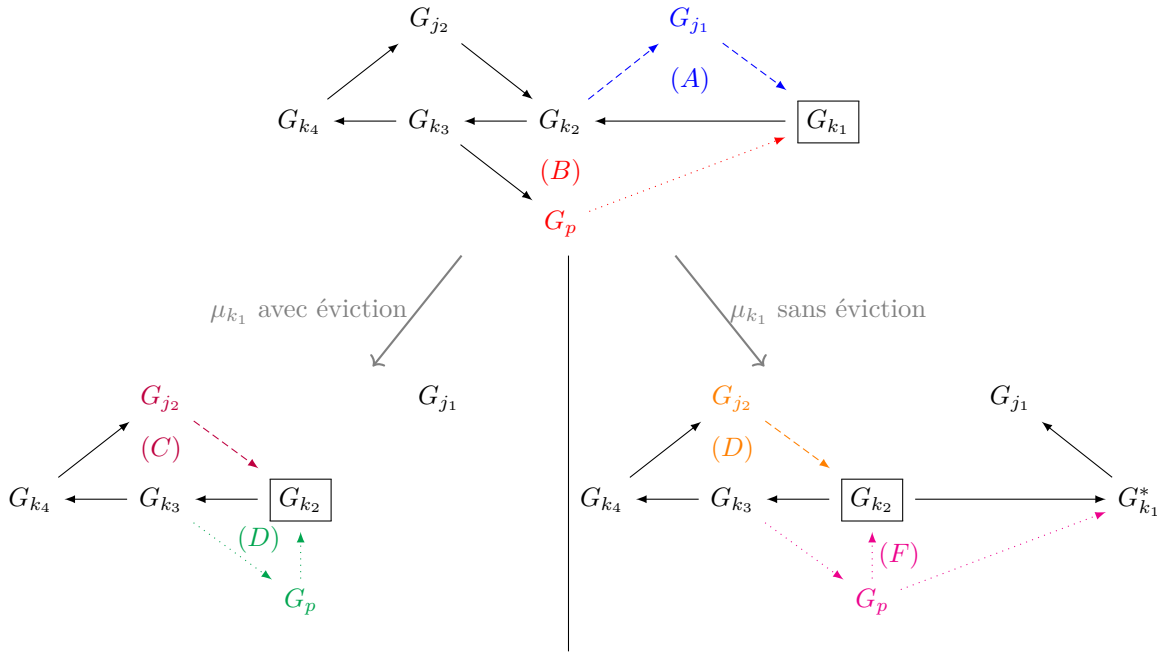 G_{j_2} G_{j_1}
(A)
G_{k_4} G_{k_3} G_{k_2} G_{k_1}
(B)
G_p
μ_{k_1} avec éviction μ_{k_1} sans éviction
G_{j_2} G_{j_1} G_{j_2} G_{j_1}
(C) (D)
G_{k_4} G_{k_3} G_{k_2} G_{k_4} G_{k_3} G_{k_2} G^*_{k_1}
(D) (F)
G_p G_p